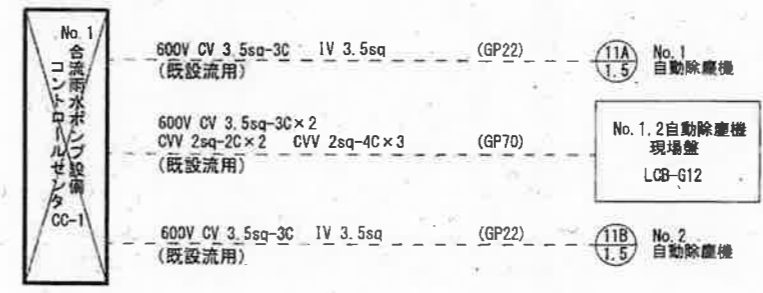 No. 1
合流雨水ポンプ設備
コントロールセンタ
CC-1
600V CV 3.5sq-3C IV 3.5sq (GP22)
(既設流用)
11A
1.5
No. 1
自動除塵機
600V CV 3.5sq-3C×2
CVV 2sq-2C×2 CVV 2sq-4C×3 (GP70)
(既設流用)
No. 1, 2自動除塵機
現場盤
LCB-G12
600V CV 3.5sq-3C IV 3.5sq (GP22)
(既設流用)
11B
1.5
No. 2
自動除塵機